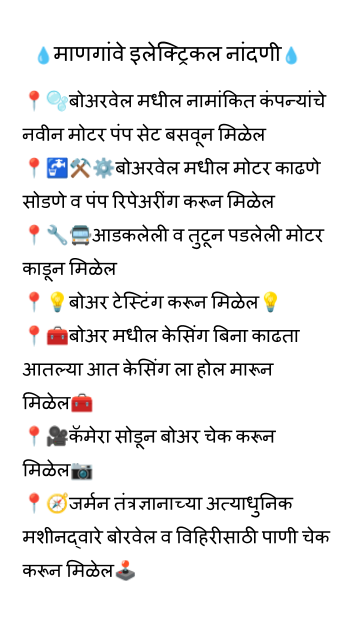 💧माणगांवे इलेक्ट्रिकल नांदणी💧
📍🫧बोअरवेल मधील नामांकित कंपन्यांचे
नवीन मोटर पंप सेट बसवून मिळेल
📍🚰⚒️⚙️बोअरवेल मधील मोटर काढणे
सोडणे व पंप रिपेअरींग करून मिळेल
📍🔧🚍आडकलेली व तुटून पडलेली मोटर
काडून मिळेल
📍💡बोअर टेस्टिंग करून मिळेल💡
📍🧰बोअर मधील केसिंग बिना काढता
आतल्या आत केसिंग ला होल मारून
मिळेल🧰
📍🎥कॅमेरा सोडून बोअर चेक करून
मिळेल📷
📍🧭जर्मन तंत्रज्ञानाच्या अत्याधुनिक
मशीनद्वारे बोरवेल व विहिरीसाठी पाणी चेक
करून मिळेल🕹️